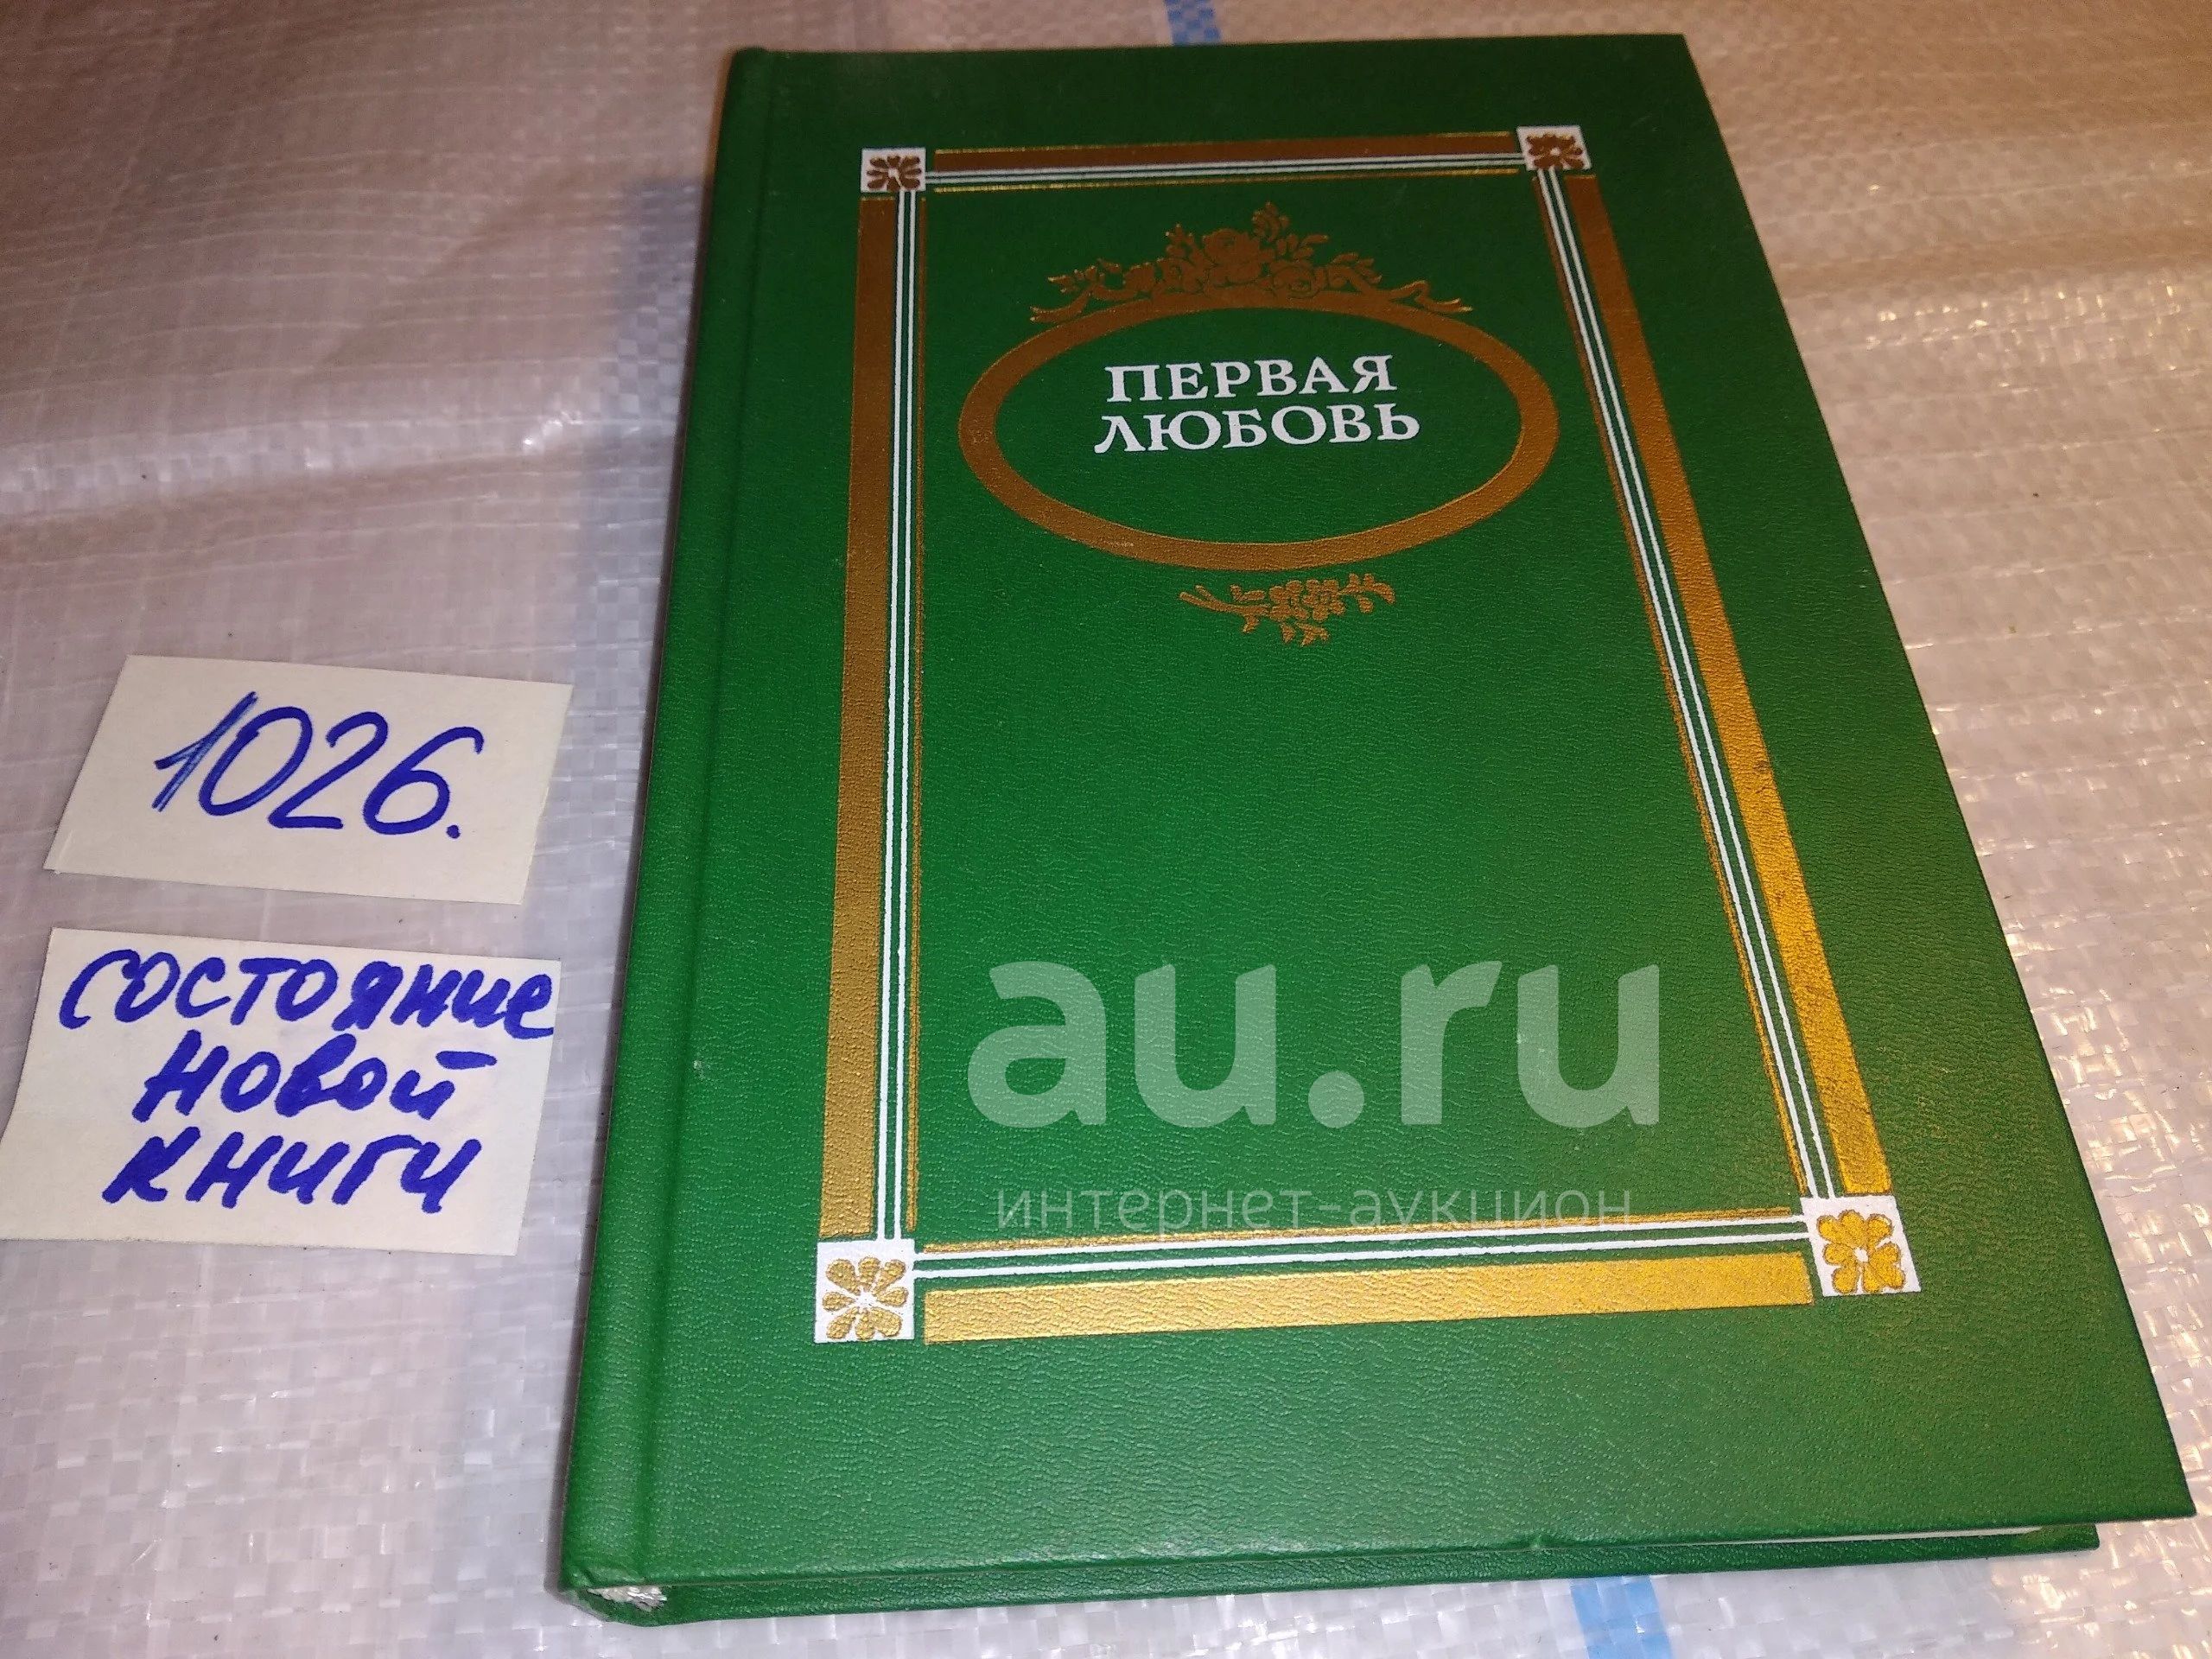 ПЕРВАЯ
ЛЮБОВЬ
1026.
состояние
новой
книги
au.ru
интернет-аукцион